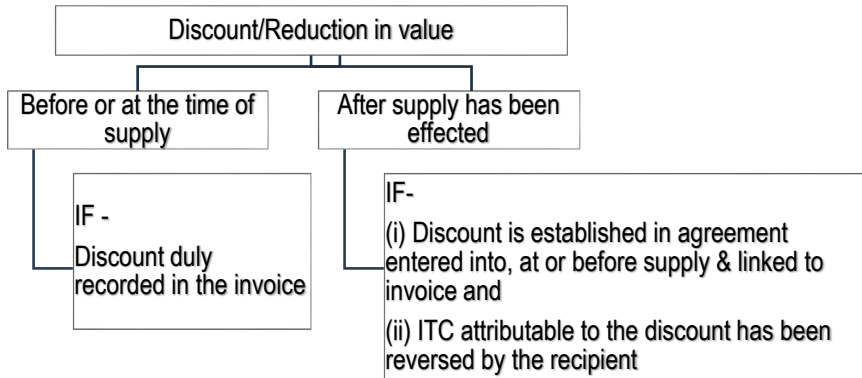 Discount/Reduction in value
Before or at the time of
supply
After supply has been
effected
IF -
Discount duly
recorded in the invoice
IF-
(i) Discount is established in agreement
entered into, at or before supply & linked to
invoice and
(ii) ITC attributable to the discount has been
reversed by the recipient